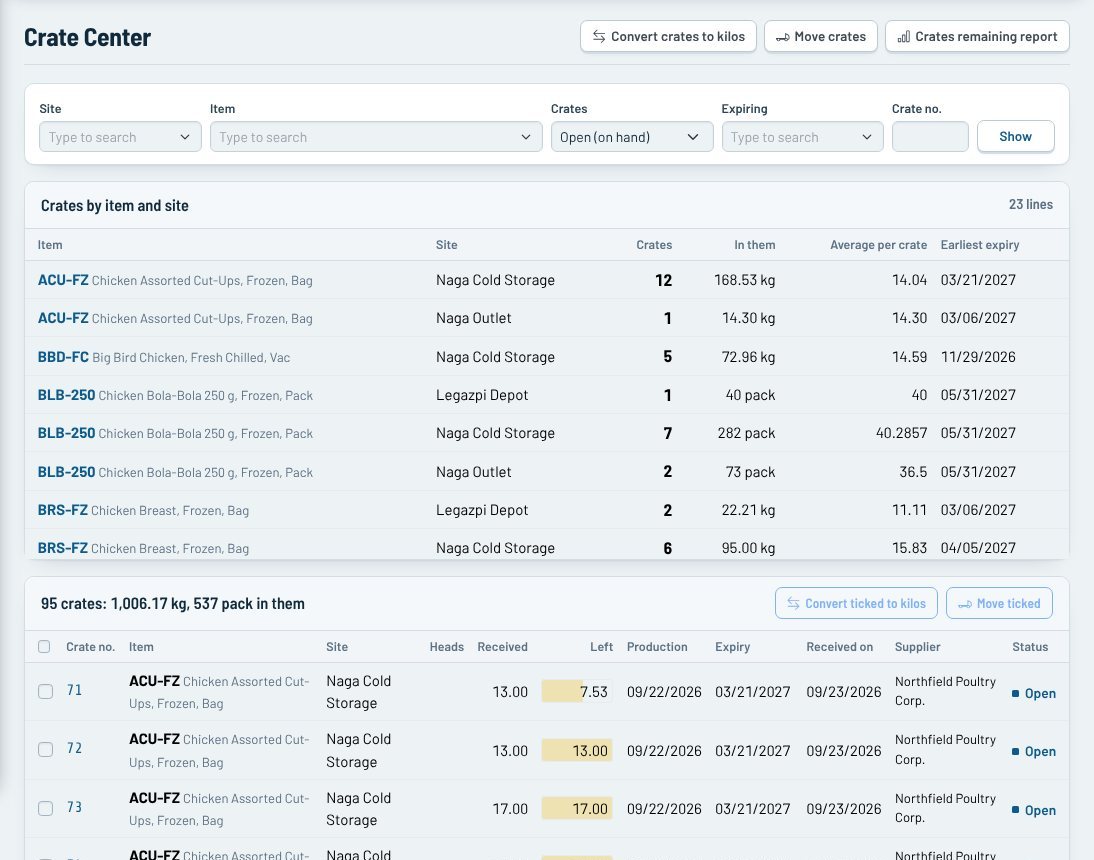 Crate Center
Convert crates to kilos Move crates Crates remaining report
Site Item Crates Expiring Crate no.
Type to search Type to search Open (on hand) Type to search Show
Crates by item and site 23 lines
Item Site Crates In them Average per crate Earliest expiry
ACU-FZ Chicken Assorted Cut-Ups, Frozen, Bag Naga Cold Storage 12 168.53 kg 14.04 03/21/2027
ACU-FZ Chicken Assorted Cut-Ups, Frozen, Bag Naga Outlet 1 14.30 kg 14.30 03/06/2027
BBD-FC Big Bird Chicken, Fresh Chilled, Vac Naga Cold Storage 5 72.96 kg 14.59 11/29/2026
BLB-250 Chicken Bola-Bola 250 g, Frozen, Pack Legazpi Depot 1 40 pack 40 05/31/2027
BLB-250 Chicken Bola-Bola 250 g, Frozen, Pack Naga Cold Storage 7 282 pack 40.2857 05/31/2027
BLB-250 Chicken Bola-Bola 250 g, Frozen, Pack Naga Outlet 2 73 pack 36.5 05/31/2027
BRS-FZ Chicken Breast, Frozen, Bag Legazpi Depot 2 22.21 kg 11.11 03/06/2027
BRS-FZ Chicken Breast, Frozen, Bag Naga Cold Storage 6 95.00 kg 15.83 04/05/2027
95 crates: 1,006.17 kg, 537 pack in them Convert ticked to kilos Move ticked
Crate no. Item Site Heads Received Left Production Expiry Received on Supplier Status
71 ACU-FZ Chicken Assorted Cut- Naga Cold 13.00 7.53 09/22/2026 03/21/2027 09/23/2026 Northfield Poultry Open
Ups, Frozen, Bag Storage Corp.
72 ACU-FZ Chicken Assorted Cut- Naga Cold 13.00 13.00 09/22/2026 03/21/2027 09/23/2026 Northfield Poultry Open
Ups, Frozen, Bag Storage Corp.
73 ACU-FZ Chicken Assorted Cut- Naga Cold 17.00 17.00 09/22/2026 03/21/2027 09/23/2026 Northfield Poultry Open
Ups, Frozen, Bag Storage Corp.
ACU-FZ Chicken Assorted Cut- Naga Cold Northfield Poultry